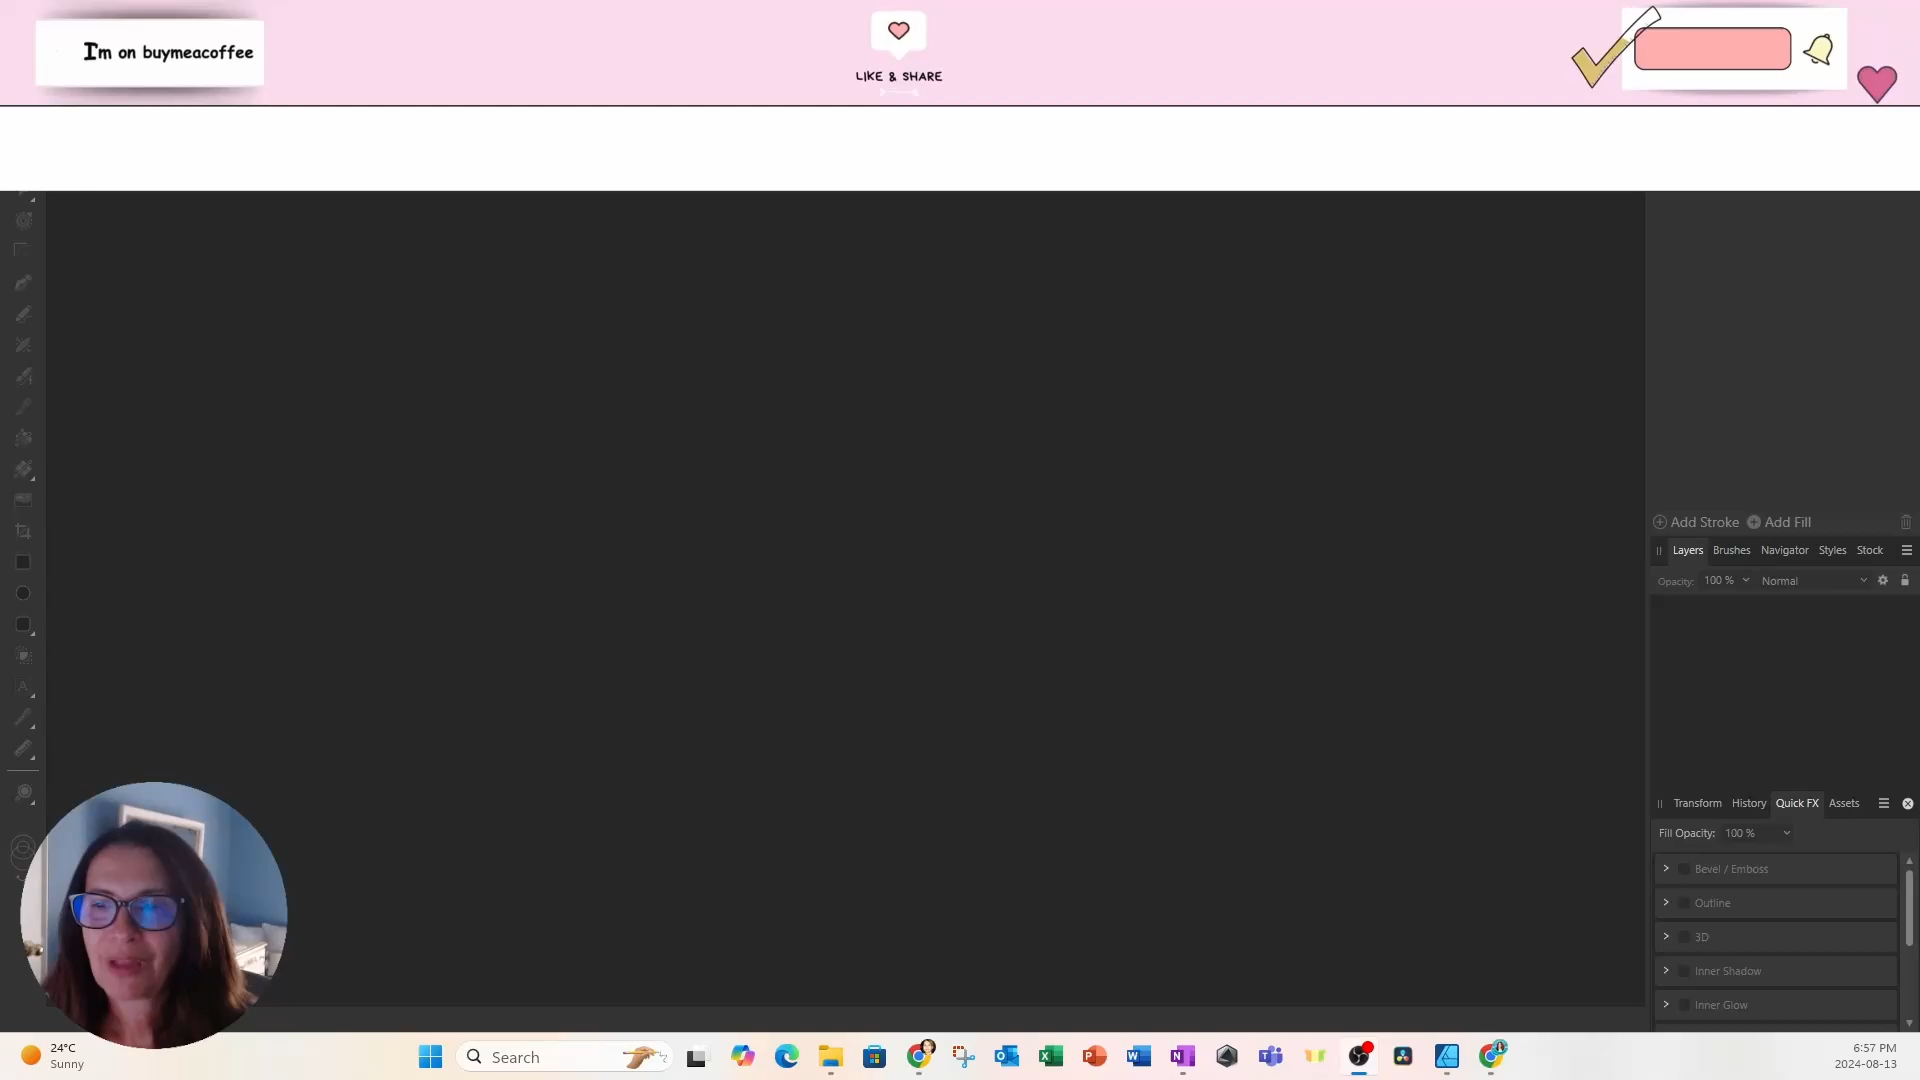 I'm on buymeacoffee
LIKE & SHARE
Add Stroke Add Fill
Layers Brushes Navigator Styles Stock
Opacity: 100 % Normal
Transform History Quick FX Assets
Fill Opacity: 100 %
Bevel / Emboss
Outline
3D
Inner Shadow
Inner Glow
24°C
Sunny
Search
6:57 PM
2024-08-13